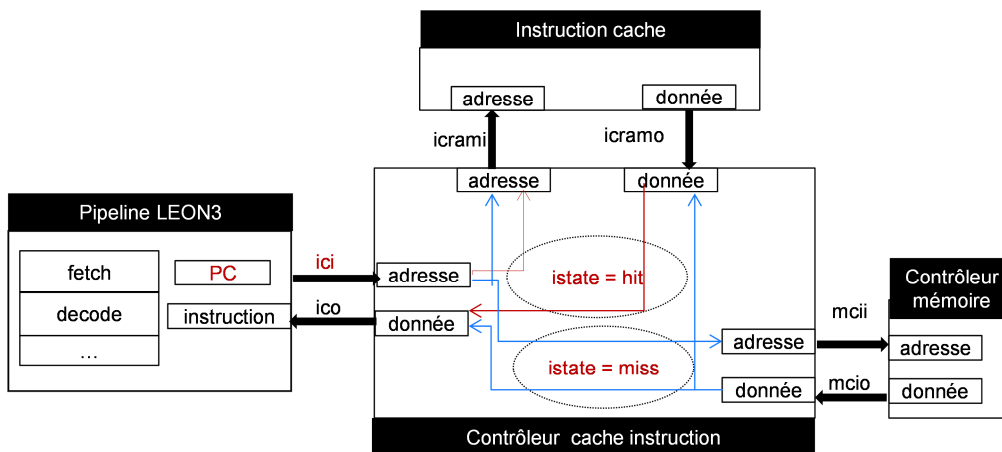 Instruction cache
adresse
donnée
icrami
icramo
adresse
donnée
Pipeline LEON3
fetch
PC
decode
instruction
…
ici
ico
adresse
donnée
istate = hit
istate = miss
adresse
donnée
mcii
mcio
Contrôleur
mémoire
adresse
donnée
Contrôleur cache instruction